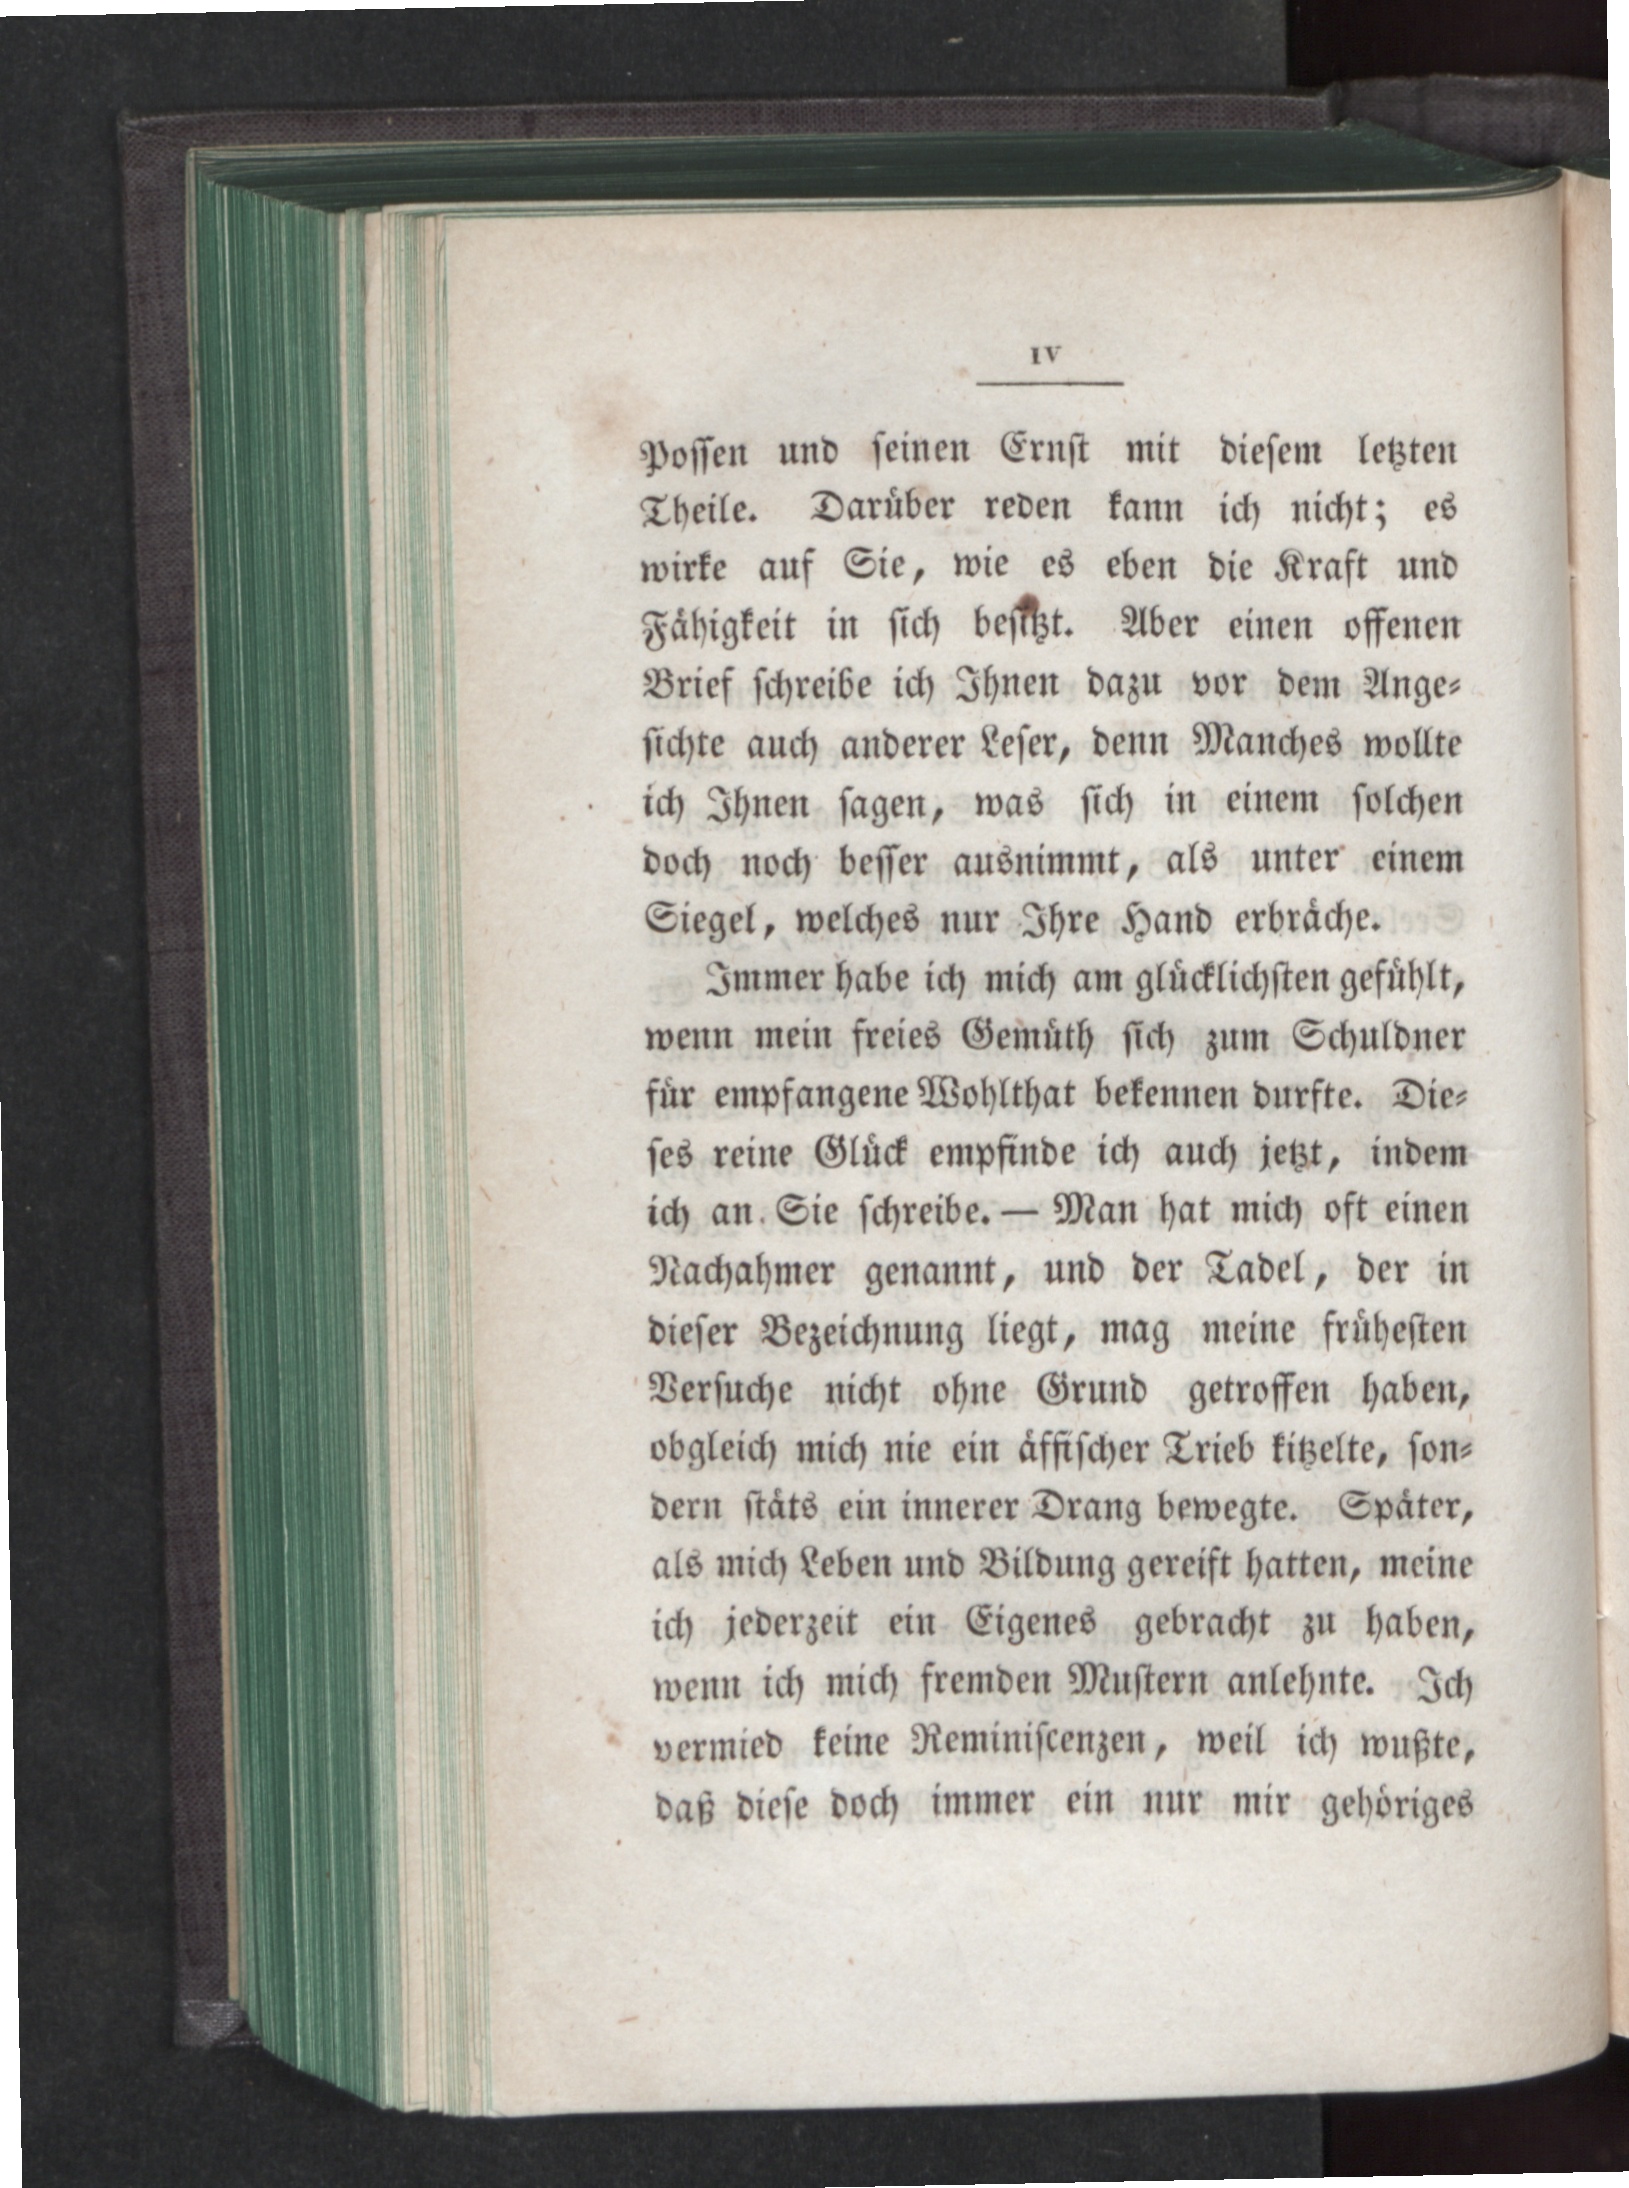 IV
Poſſen und ſeinen Ernſt mit dieſem letzten
Theile. Darüber reden kann ich nicht; es
wirke auf Sie, wie es eben die Kraft und
Fähigkeit in ſich beſitzt. Aber einen offenen
Brief ſchreibe ich Ihnen dazu vor dem Ange⸗
ſichte auch anderer Leſer, denn Manches wollte
ich Ihnen ſagen, was ſich in einem ſolchen
doch noch beſſer ausnimmt, als unter einem
Siegel, welches nur Ihre Hand erbräche.
Immer habe ich mich am glücklichſten gefühlt,
wenn mein freies Gemüth ſich zum Schuldner
für empfangene Wohlthat bekennen durfte. Die⸗
ſes reine Glück empfinde ich auch jetzt, indem
ich an Sie ſchreibe. — Man hat mich oft einen
Nachahmer genannt, und der Tadel, der in
dieſer Bezeichnung liegt, mag meine früheſten
Verſuche nicht ohne Grund getroffen haben,
obgleich mich nie ein äffiſcher Trieb kitzelte, ſon⸗
dern ſtäts ein innerer Drang bewegte. Später,
als mich Leben und Bildung gereift hatten, meine
ich jederzeit ein Eigenes gebracht zu haben,
wenn ich mich fremden Muſtern anlehnte. Ich
vermied keine Reminiſcenzen, weil ich wußte,
daß dieſe doch immer ein nur mir gehöriges